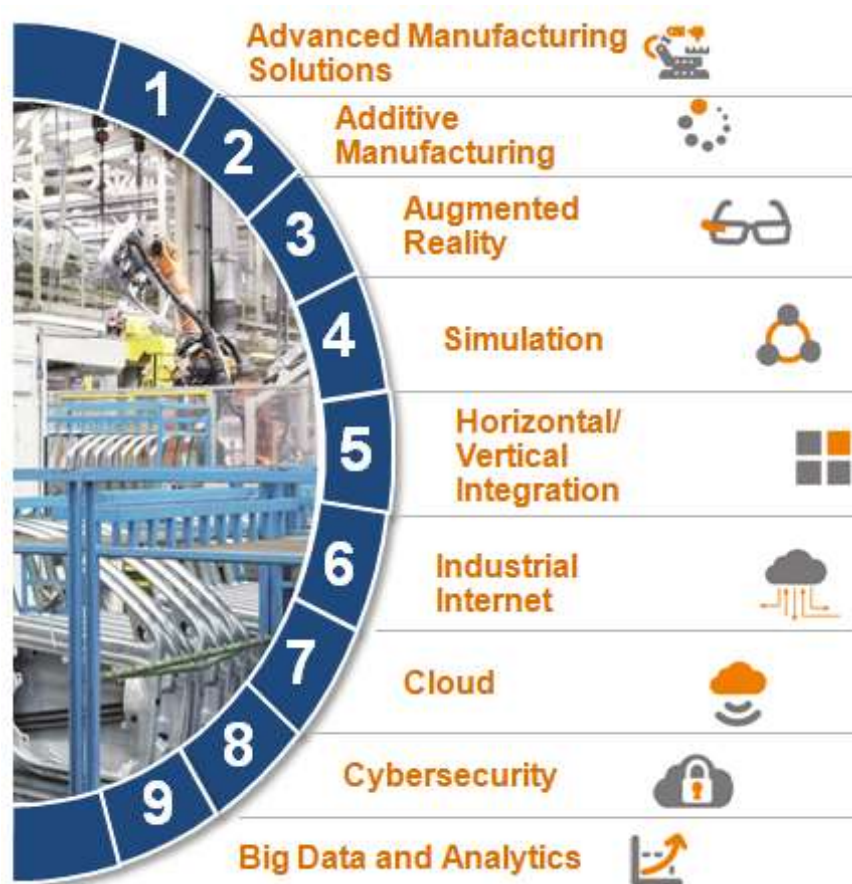 1
Advanced Manufacturing
Solutions
2
Additive
Manufacturing
3
Augmented
Reality
4
Simulation
5
Horizontal/
Vertical
Integration
6
Industrial
Internet
7
Cloud
8
Cybersecurity
9
Big Data and Analytics